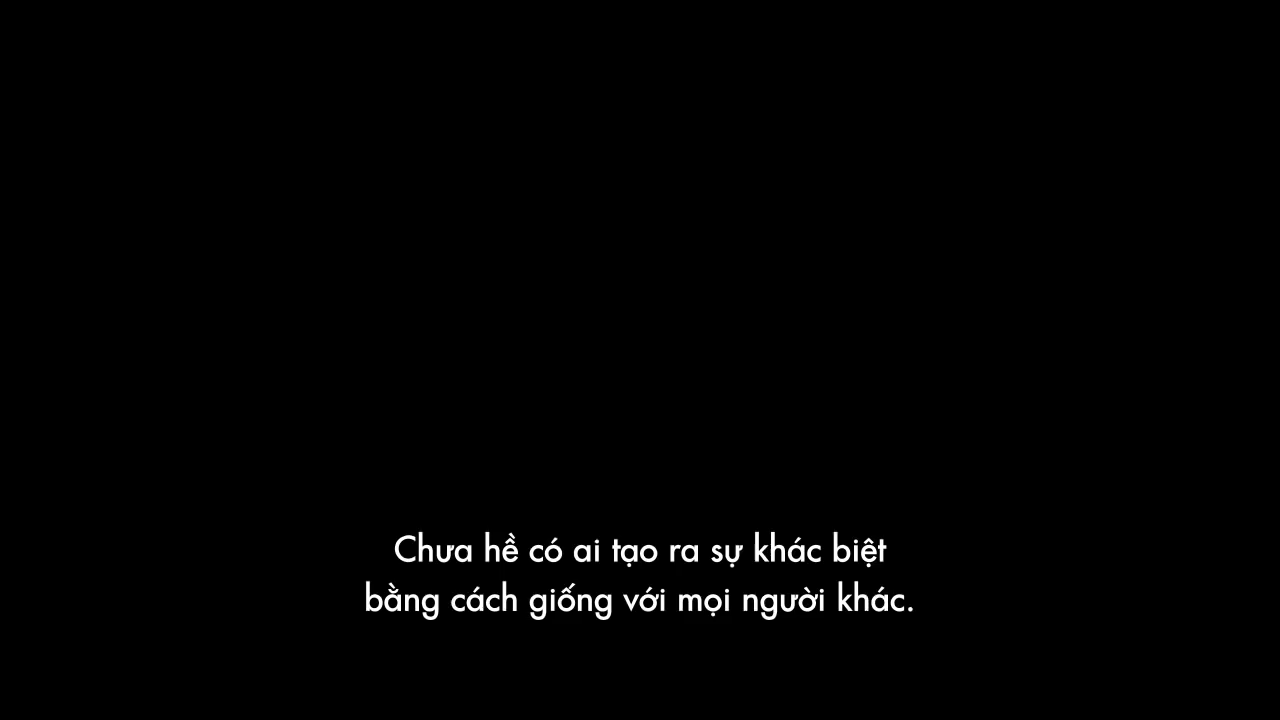 Chưa hề có ai tạo ra sự khác biệt
bằng cách giống với mọi người khác.